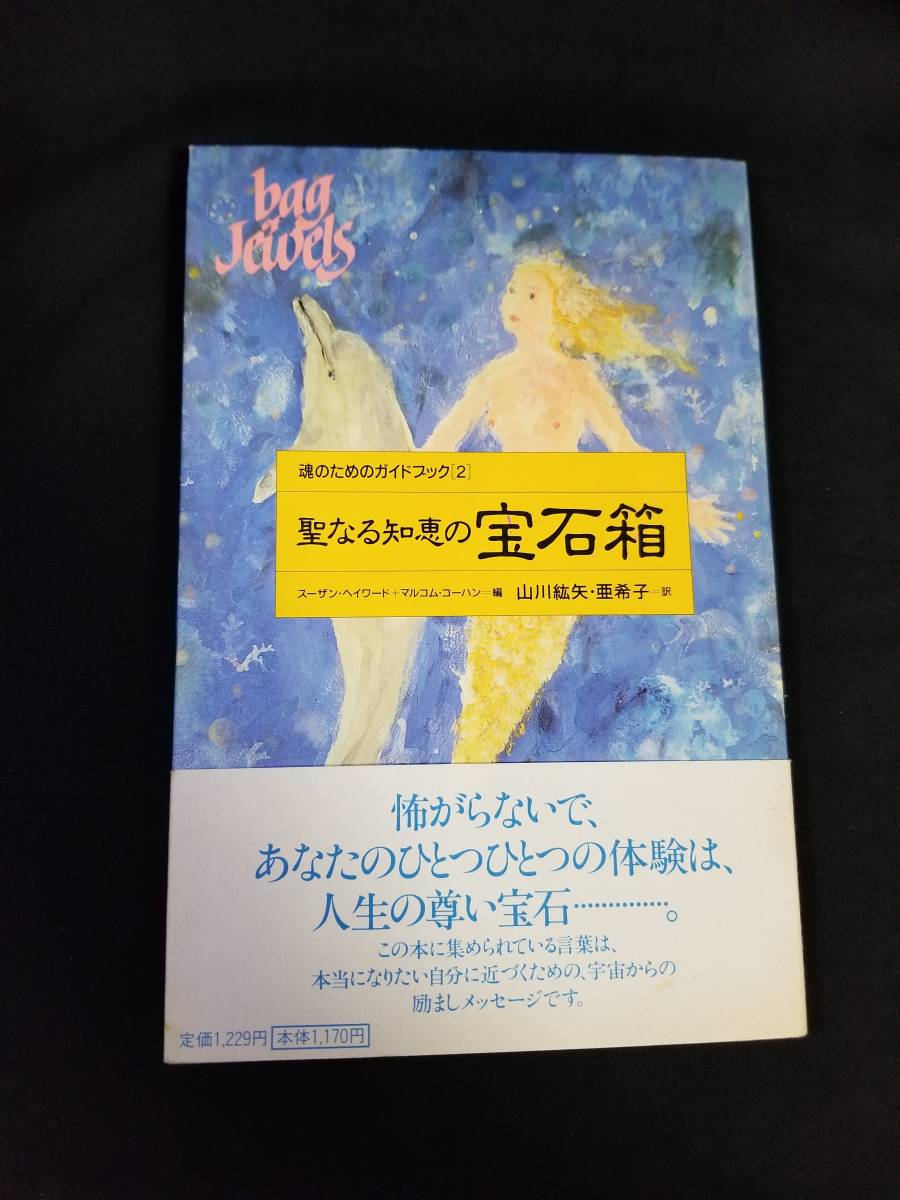 bag
of
Jewels
魂のためのガイドブック[2]
聖なる知恵の宝石箱
スーザン・ヘイワード+マルコム・コーハン=編 山川紘矢・亜希子=訳
怖がらないで、
あなたのひとつひとつの体験は、
人生の尊い宝石…………。
この本に集められている言葉は、
本当になりたい自分に近づくための、宇宙からの
励ましメッセージです。
定価1,229円 本体1,170円